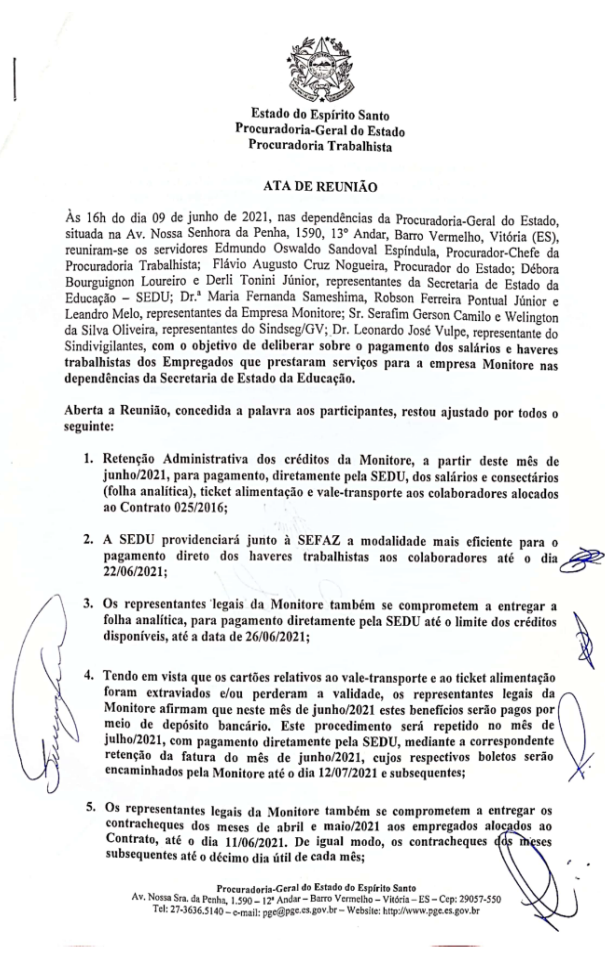 Estado do Espírito Santo
Procuradoria-Geral do Estado
Procuradoria Trabalhista
ATA DE REUNIÃO
Às 16h do dia 09 de junho de 2021, nas dependências da Procuradoria-Geral do Estado,
situada na Av. Nossa Senhora da Penha, 1590, 13º Andar, Barro Vermelho, Vitória (ES),
reuniram-se os servidores Edmundo Oswaldo Sandoval Espíndula, Procurador-Chefe da
Procuradoria Trabalhista; Flávio Augusto Cruz Nogueira, Procurador do Estado; Débora
Bourguignon Loureiro e Derli Tonini Júnior, representantes da Secretaria de Estado da
Educação – SEDU; Dr.ª Maria Fernanda Sameshima, Robson Ferreira Pontual Júnior e
Leandro Melo, representantes da Empresa Monitore; Sr. Serafim Gerson Camilo e Welington
da Silva Oliveira, representantes do Sindseg/GV; Dr. Leonardo José Vulpe, representante do
Sindivigilantes, com o objetivo de deliberar sobre o pagamento dos salários e haveres
trabalhistas dos Empregados que prestaram serviços para a empresa Monitore nas
dependências da Secretaria de Estado da Educação.
Aberta a Reunião, concedida a palavra aos participantes, restou ajustado por todos o
seguinte:
1. Retenção Administrativa dos créditos da Monitore, a partir deste mês de
junho/2021, para pagamento, diretamente pela SEDU, dos salários e consectários
(folha analítica), ticket alimentação e vale-transporte aos colaboradores alocados
ao Contrato 025/2016;
2. A SEDU providenciará junto à SEFAZ a modalidade mais eficiente para o
pagamento direto dos haveres trabalhistas aos colaboradores até o dia
22/06/2021;
3. Os representantes legais da Monitore também se comprometem a entregar a
folha analítica, para pagamento diretamente pela SEDU até o limite dos créditos
disponíveis, até a data de 26/06/2021;
4. Tendo em vista que os cartões relativos ao vale-transporte e ao ticket alimentação
foram extraviados e/ou perderam a validade, os representantes legais da
Monitore afirmam que neste mês de junho/2021 estes benefícios serão pagos por
meio de depósito bancário. Este procedimento será repetido no mês de
julho/2021, com pagamento diretamente pela SEDU, mediante a correspondente
retenção da fatura do mês de junho/2021, cujos respectivos boletos serão
encaminhados pela Monitore até o dia 12/07/2021 e subsequentes;
5. Os representantes legais da Monitore também se comprometem a entregar os
contracheques dos meses de abril e maio/2021 aos empregados alocados ao
Contrato, até o dia 11/06/2021. De igual modo, os contracheques dos meses
subsequentes até o décimo dia útil de cada mês;
Procuradoria-Geral do Estado do Espírito Santo
Av. Nossa Sra. da Penha, 1.590 – 12º Andar – Barro Vermelho – Vitória – ES – Cep: 29057-550
Tel: 27-3636.5140 – e-mail: pge@pge.es.gov.br – Website: http://www.pge.es.gov.br